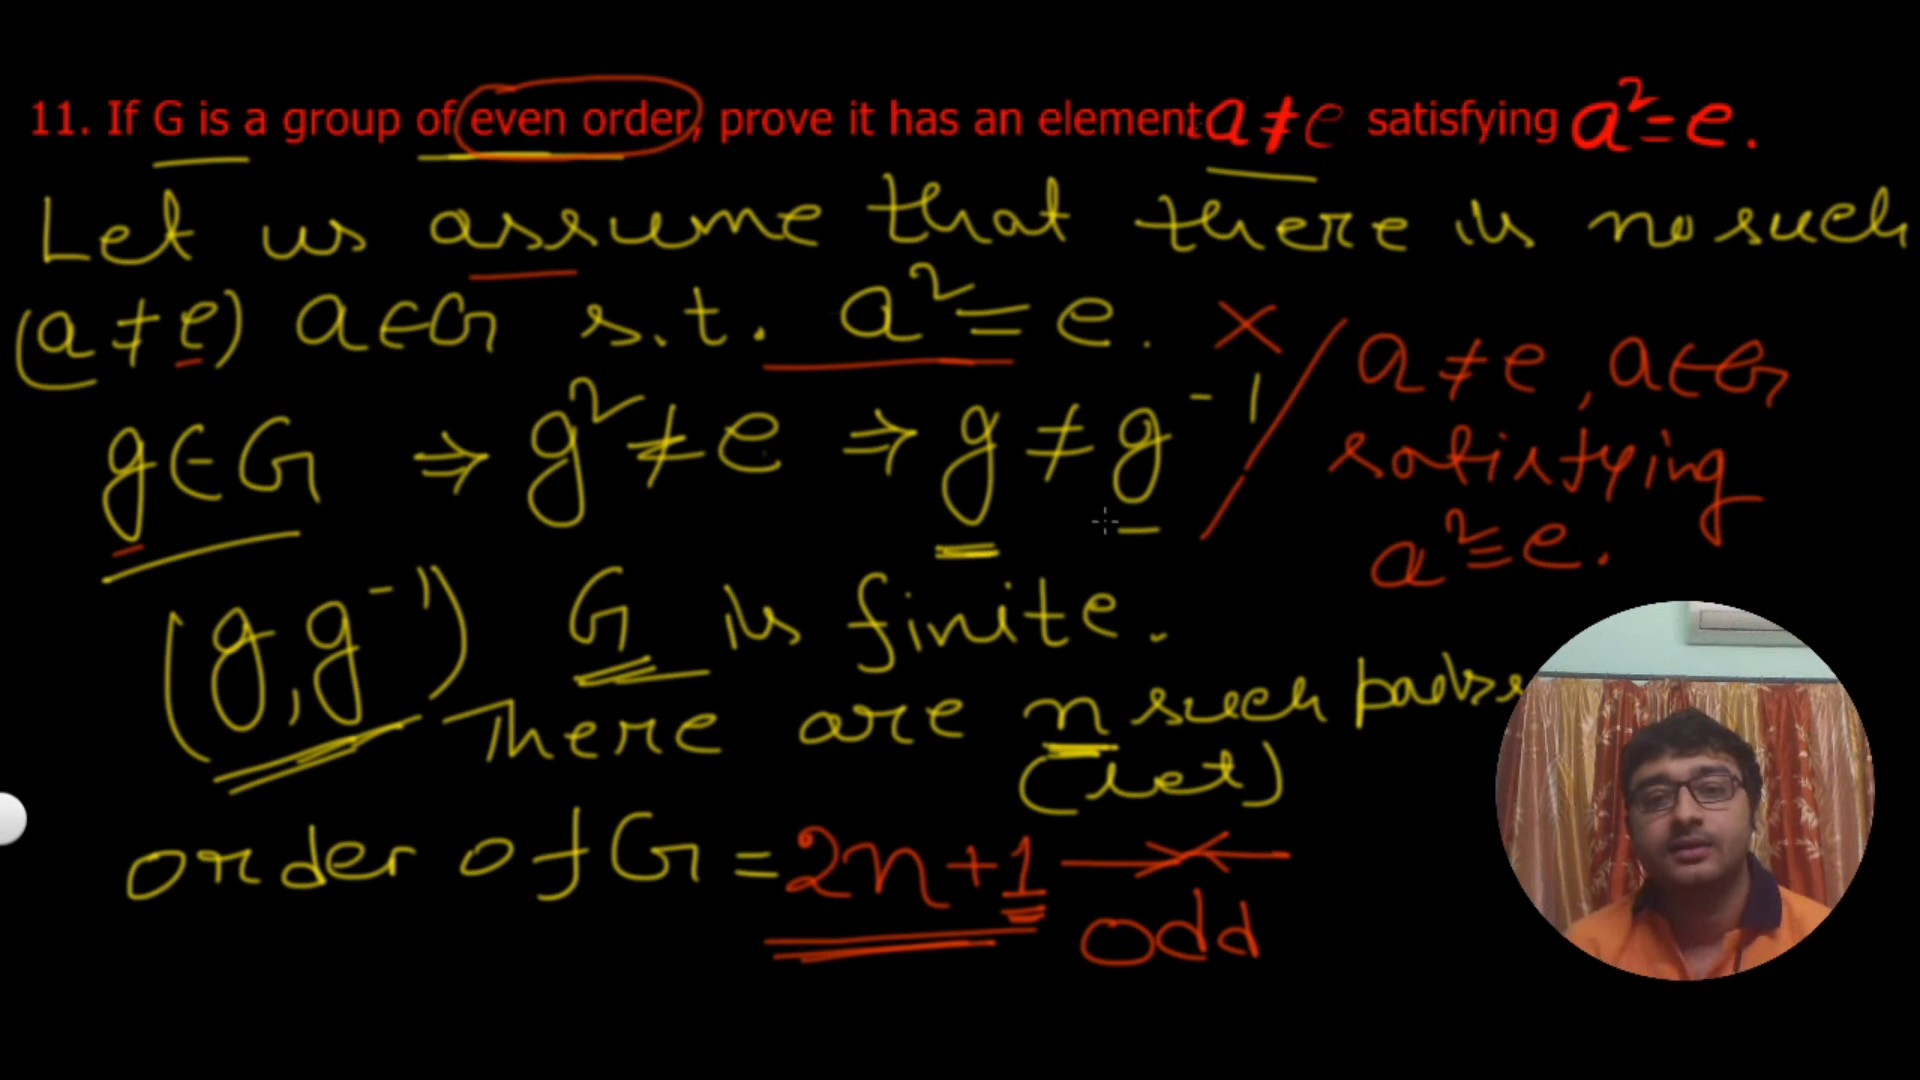 11. If G is a group of even order, prove it has an element a ≠ e satisfying a² = e.
Let us assume that there is no such
(a ≠ e) a ∈ G s.t. a² = e.
g ∈ G ⇒ g² ≠ e ⇒ g ≠ g⁻¹
a ≠ e, a ∈ G
satisfying
a² = e.
(g, g⁻¹) G is finite.
There are n such pairs
(let)
order of G = 2n+1
odd